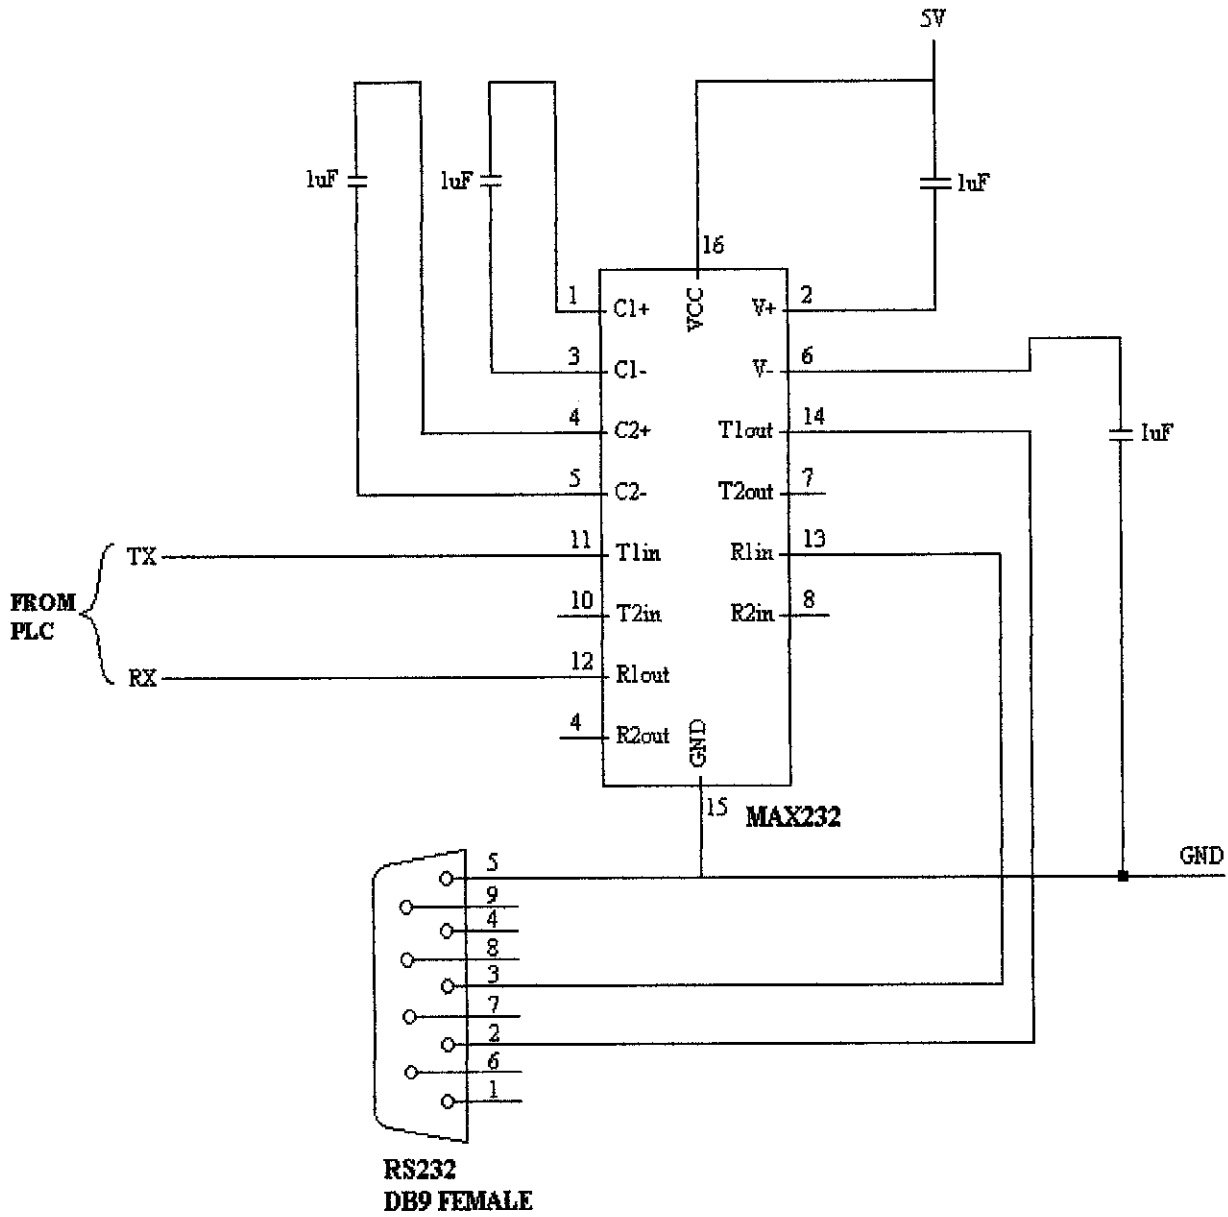 5V
1uF
1uF
1uF
16
1
C1+
VCC
V+
2
3
C1-
V-
6
4
C2+
T1out
14
1uF
5
C2-
T2out
7
TX
11
T1in
R1in
13
FROM
PLC
10
T2in
R2in
8
RX
12
R1out
4
R2out
GND
15
MAX232
GND
5
9
4
8
3
7
2
6
1
RS232
DB9 FEMALE